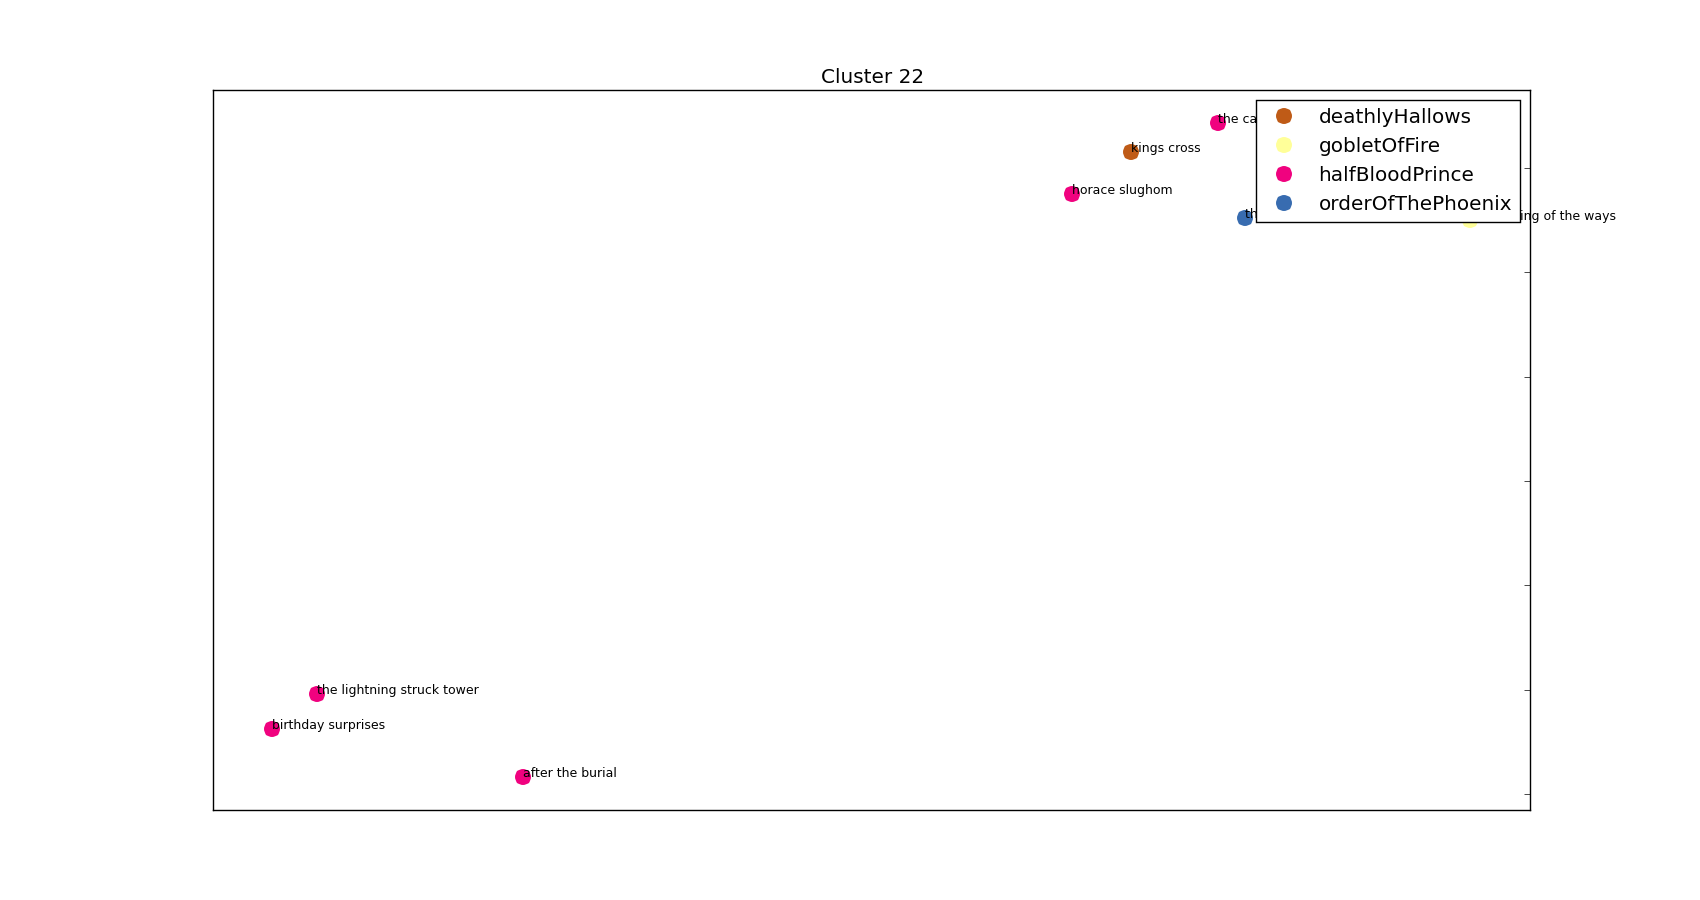 Cluster 22
the ca
deathlyHallows
kings cross
gobletOfFire
halfBloodPrince
horace slughom
orderOfThePhoenix
th
ing of the ways
the lightning struck tower
birthday surprises
after the burial